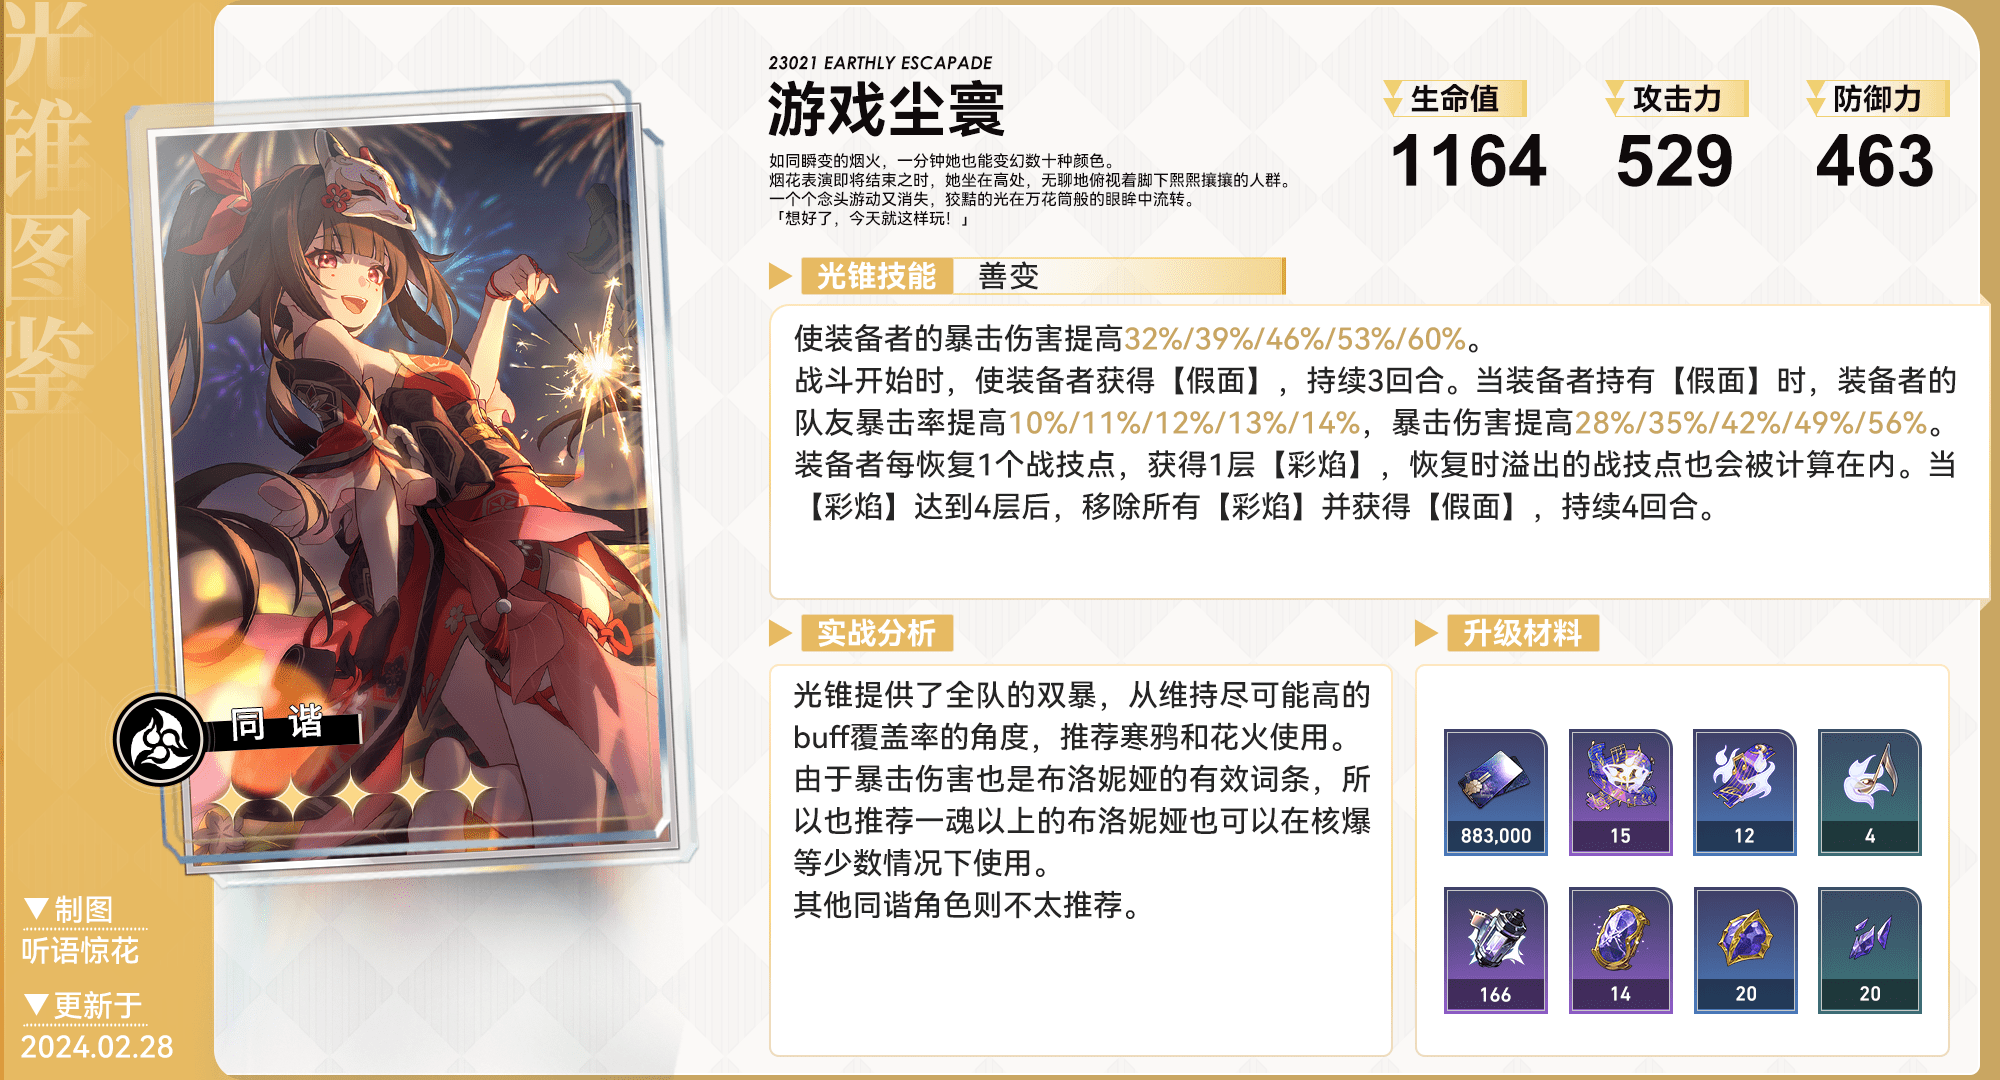 光锥图鉴
23021 EARTHLY ESCAPADE
游戏尘寰
如同瞬变的烟火，一分钟她也能变幻数十种颜色。
烟花表演即将结束之时，她坐在高处，无聊地俯视着脚下熙熙攘攘的人群。
一个个念头游动又消失，狡黠的光在万花筒般的眼眸中流转。
「想好了，今天就这样玩！」
生命值
1164
攻击力
529
防御力
463
光锥技能 善变
使装备者的暴击伤害提高32%/39%/46%/53%/60%。
战斗开始时，使装备者获得【假面】，持续3回合。当装备者持有【假面】时，装备者的
队友暴击率提高10%/11%/12%/13%/14%，暴击伤害提高28%/35%/42%/49%/56%。
装备者每恢复1个战技点，获得1层【彩焰】，恢复时溢出的战技点也会被计算在内。当
【彩焰】达到4层后，移除所有【彩焰】并获得【假面】，持续4回合。
实战分析
光锥提供了全队的双暴，从维持尽可能高的
buff覆盖率的角度，推荐寒鸦和花火使用。
由于暴击伤害也是布洛妮娅的有效词条，所
以也推荐一魂以上的布洛妮娅也可以在核爆
等少数情况下使用。
其他同谐角色则不太推荐。
升级材料
883,000
15
12
4
166
14
20
20
同谐
▼制图
听语惊花
▼更新于
2024.02.28